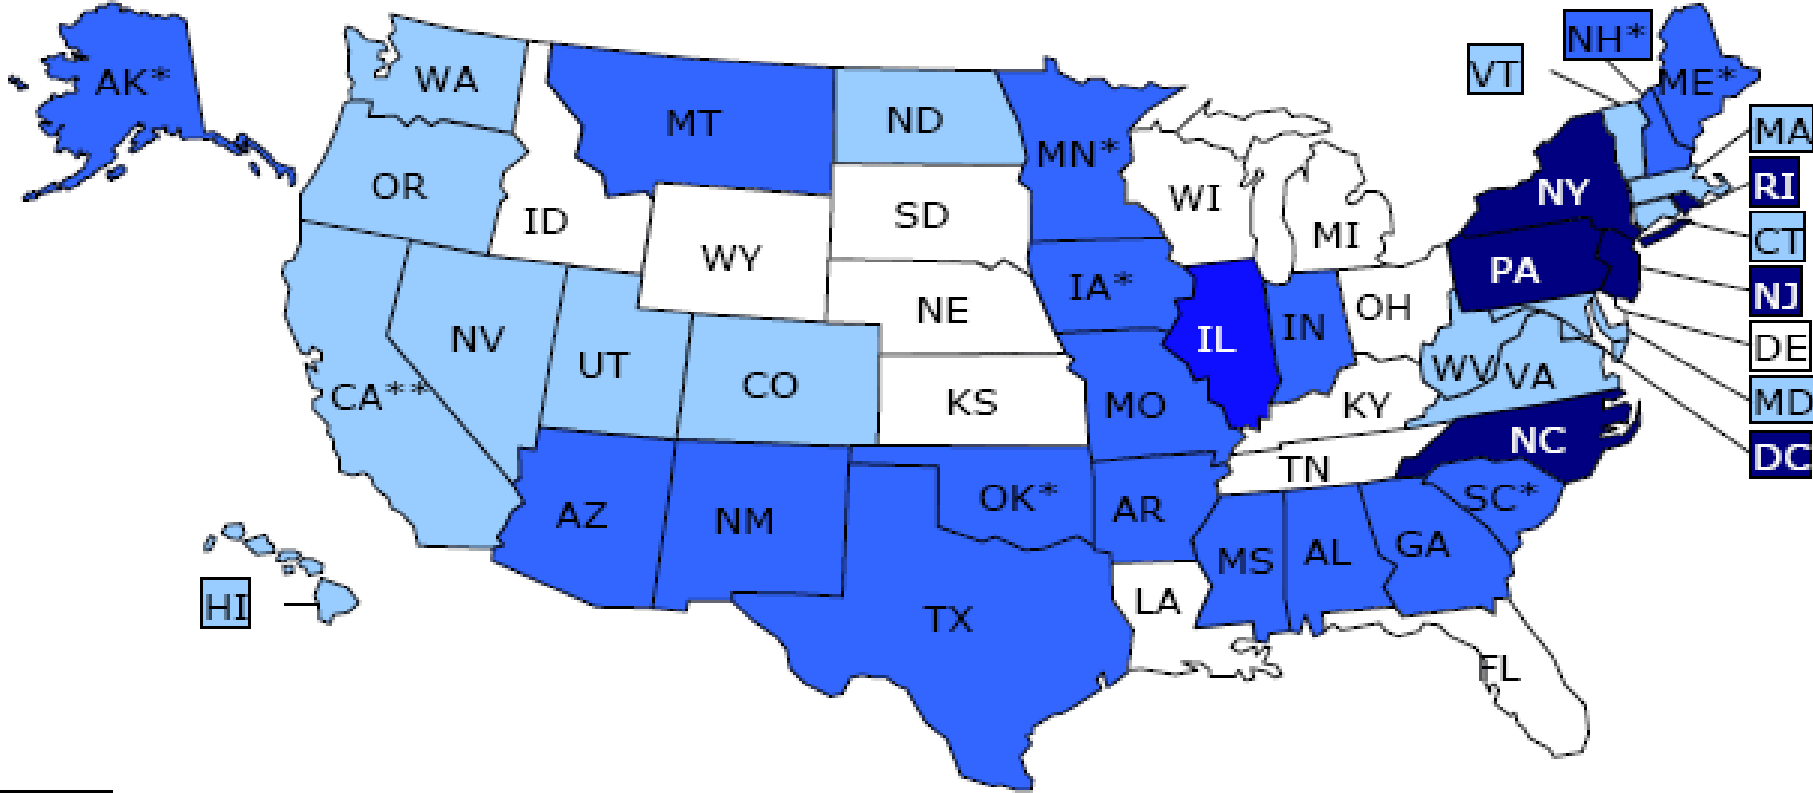 NH*
VT
AK*
WA
MT
ND
MN*
ME*
MA
RI
OR
ID
SD
WI
MI
NY
CT
WY
NE
IA*
PA
NJ
NV
UT
CO
KS
MO
IL
IN
OH
DE
CA**
WV
VA
KY
MD
NC
DC
TN
AZ
NM
OK*
AR
SC*
MS
AL
GA
HI
TX
LA
FL